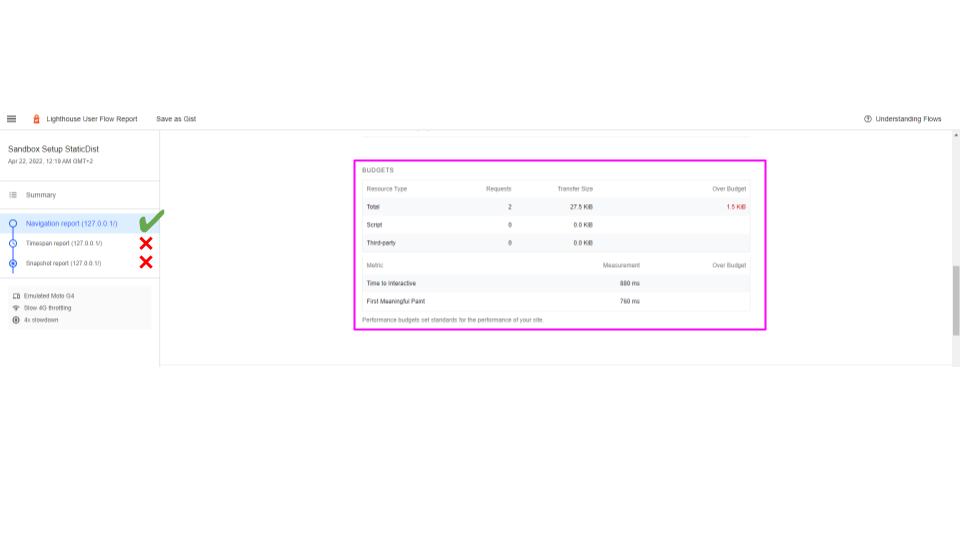 Lighthouse User Flow Report Save as Gist Understanding Flows
Sandbox Setup StaticDist
Apr 22, 2022, 12:19 AM GMT+2
Summary
Navigation report (127.0.0.1/)
Timespan report (127.0.0.1/)
Snapshot report (127.0.0.1/)
Emulated Moto G4
Slow 4G throttling
4x slowdown
BUDGETS
Resource Type Requests Transfer Size Over Budget
Total 2 27.5 KiB 1.5 KiB
Script 0 0.0 KiB
Third-party 0 0.0 KiB
Metric Measurement Over Budget
Time to Interactive 880 ms
First Meaningful Paint 760 ms
Performance budgets set standards for the performance of your site.